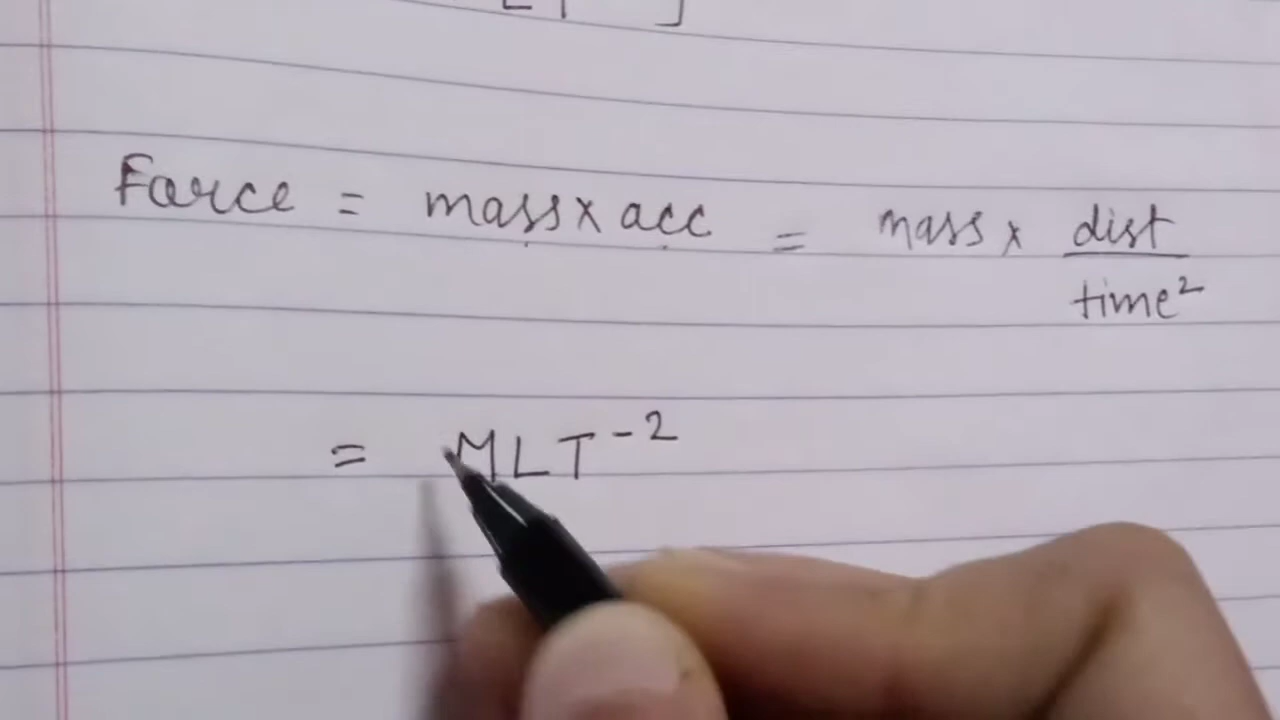 Force = mass x acc = mass x dist / time²
= MLT⁻²